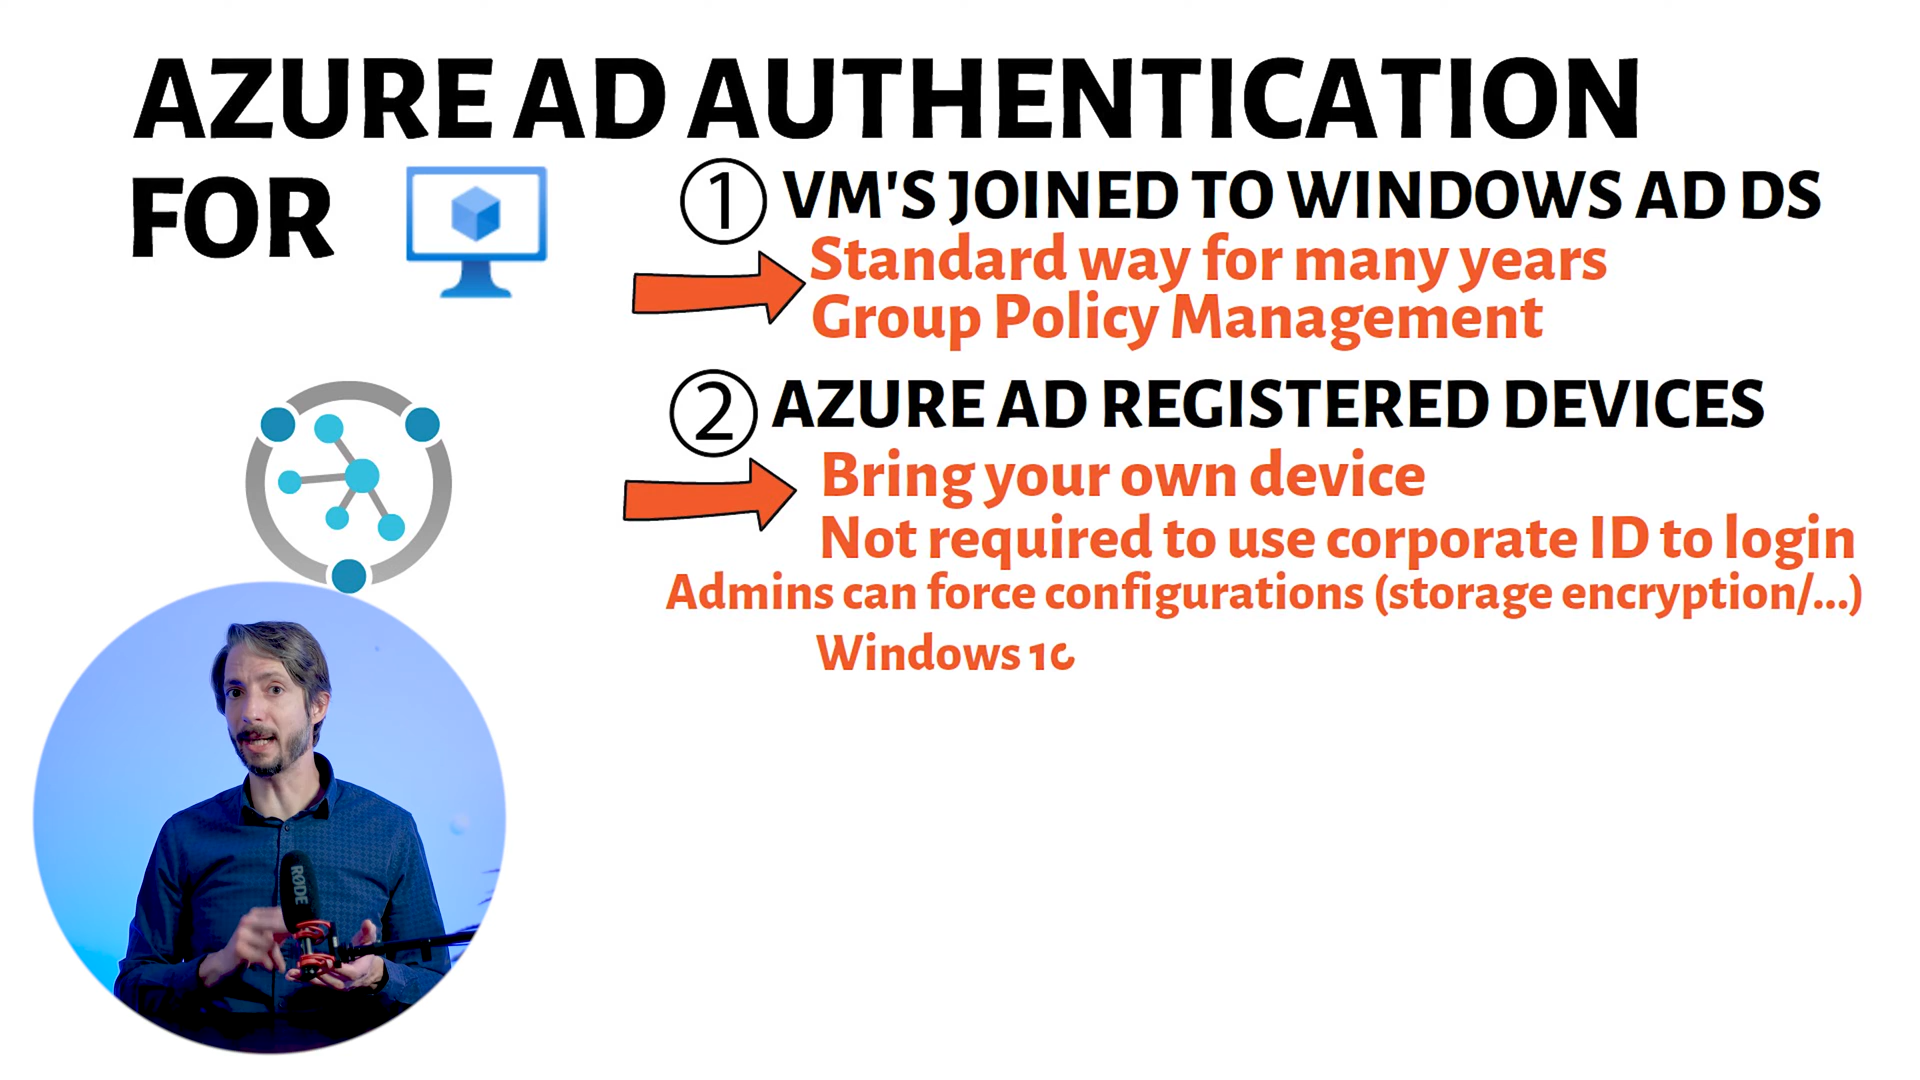 AZURE AD AUTHENTICATION
FOR
1 VM'S JOINED TO WINDOWS AD DS
Standard way for many years
Group Policy Management
2 AZURE AD REGISTERED DEVICES
Bring your own device
Not required to use corporate ID to login
Admins can force configurations (storage encryption/...)
Windows
RØDE